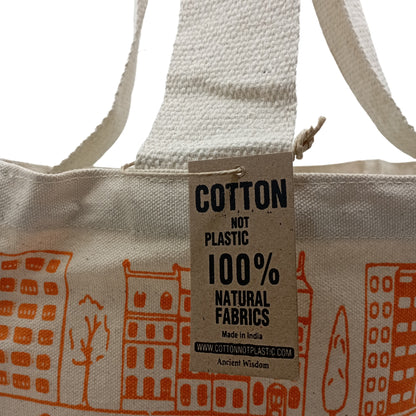 COTTON
NOT
PLASTIC
100%
NATURAL
FABRICS
Made in India
WWW.COTTONNOTPLASTIC.COM
Ancient Wisdom